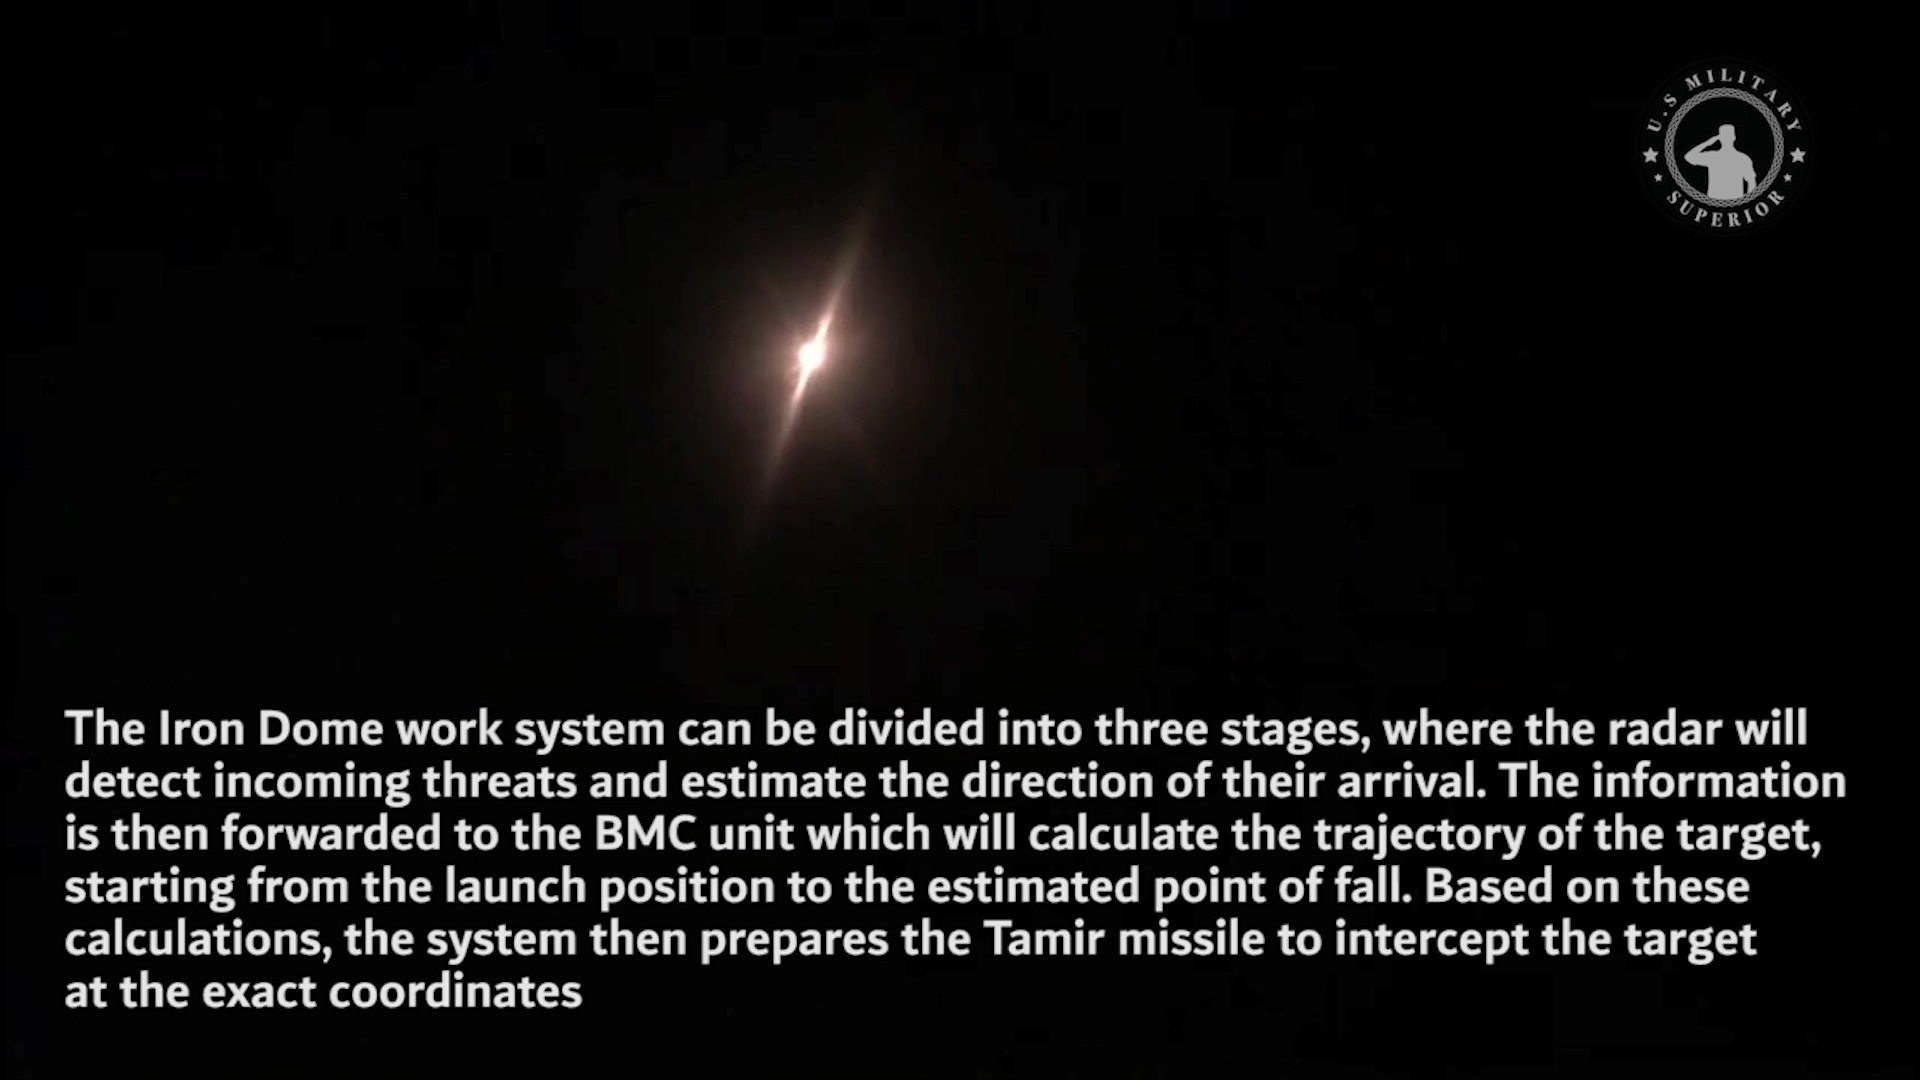 U.S MILITARY
SUPERIOR
The Iron Dome work system can be divided into three stages, where the radar will
detect incoming threats and estimate the direction of their arrival. The information
is then forwarded to the BMC unit which will calculate the trajectory of the target,
starting from the launch position to the estimated point of fall. Based on these
calculations, the system then prepares the Tamir missile to intercept the target
at the exact coordinates